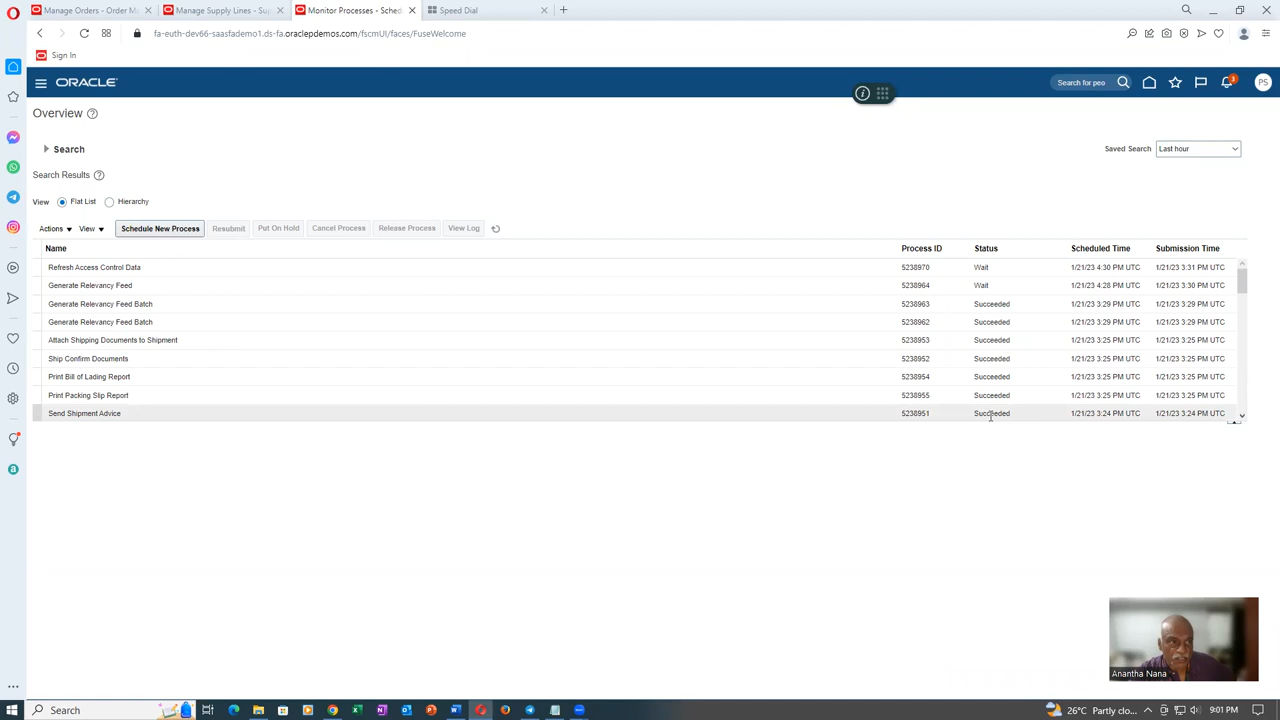 Manage Orders - Order Ma
Manage Supply Lines - Sup
Monitor Processes - Sched
Speed Dial
fa-euth-dev66-saasfademo1.ds-fa.oraclepdemos.com/fscmUI/faces/FuseWelcome
Sign In
ORACLE
Search for peo
3
PS
Overview
Search
Saved Search Last hour
Search Results
View Flat List Hierarchy
Actions View Schedule New Process Resubmit Put On Hold Cancel Process Release Process View Log
Name Process ID Status Scheduled Time Submission Time
Refresh Access Control Data 5238970 Wait 1/21/23 4:30 PM UTC 1/21/23 3:31 PM UTC
Generate Relevancy Feed 5238964 Wait 1/21/23 4:28 PM UTC 1/21/23 3:30 PM UTC
Generate Relevancy Feed Batch 5238963 Succeeded 1/21/23 3:29 PM UTC 1/21/23 3:29 PM UTC
Generate Relevancy Feed Batch 5238962 Succeeded 1/21/23 3:29 PM UTC 1/21/23 3:29 PM UTC
Attach Shipping Documents to Shipment 5238953 Succeeded 1/21/23 3:25 PM UTC 1/21/23 3:25 PM UTC
Ship Confirm Documents 5238952 Succeeded 1/21/23 3:25 PM UTC 1/21/23 3:25 PM UTC
Print Bill of Lading Report 5238954 Succeeded 1/21/23 3:25 PM UTC 1/21/23 3:25 PM UTC
Print Packing Slip Report 5238955 Succeeded 1/21/23 3:25 PM UTC 1/21/23 3:25 PM UTC
Send Shipment Advice 5238951 Succeeded 1/21/23 3:24 PM UTC 1/21/23 3:24 PM UTC
Anantha Nana
Search
26°C Partly clo...
9:01 PM